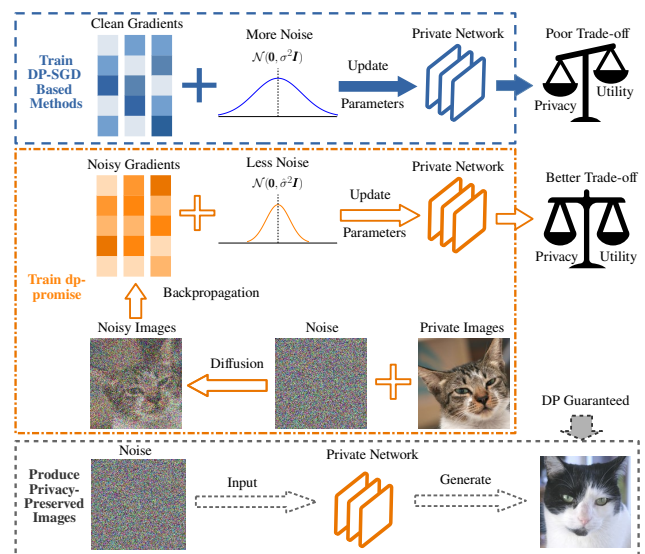 Clean Gradients
More Noise
𝒩(𝟎, σ²𝑰)
Train
DP-SGD
Based
Methods
Update
Parameters
Private Network
Poor Trade-off
Privacy
Utility
Noisy Gradients
Less Noise
𝒩(𝟎, σ̂²𝑰)
Update
Parameters
Private Network
Better Trade-off
Privacy
Utility
Train dp-
promise
Backpropagation
Noisy Images
Diffusion
Noise
Private Images
DP Guaranteed
Produce
Privacy-
Preserved
Images
Noise
Input
Private Network
Generate